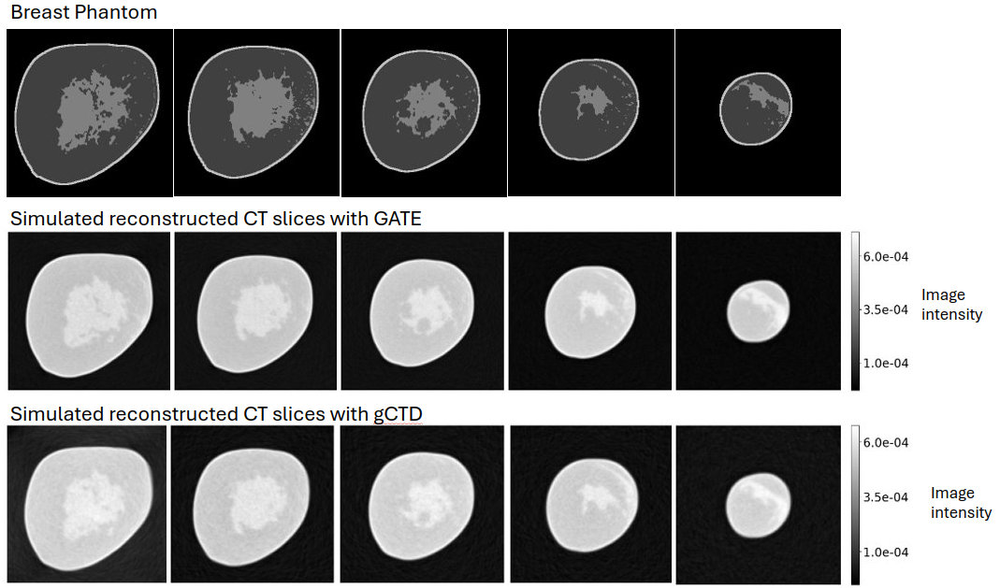 Breast Phantom
Simulated reconstructed CT slices with GATE
6.0e-04
3.5e-04
1.0e-04
Image
intensity
Simulated reconstructed CT slices with gCTD
6.0e-04
3.5e-04
1.0e-04
Image
intensity